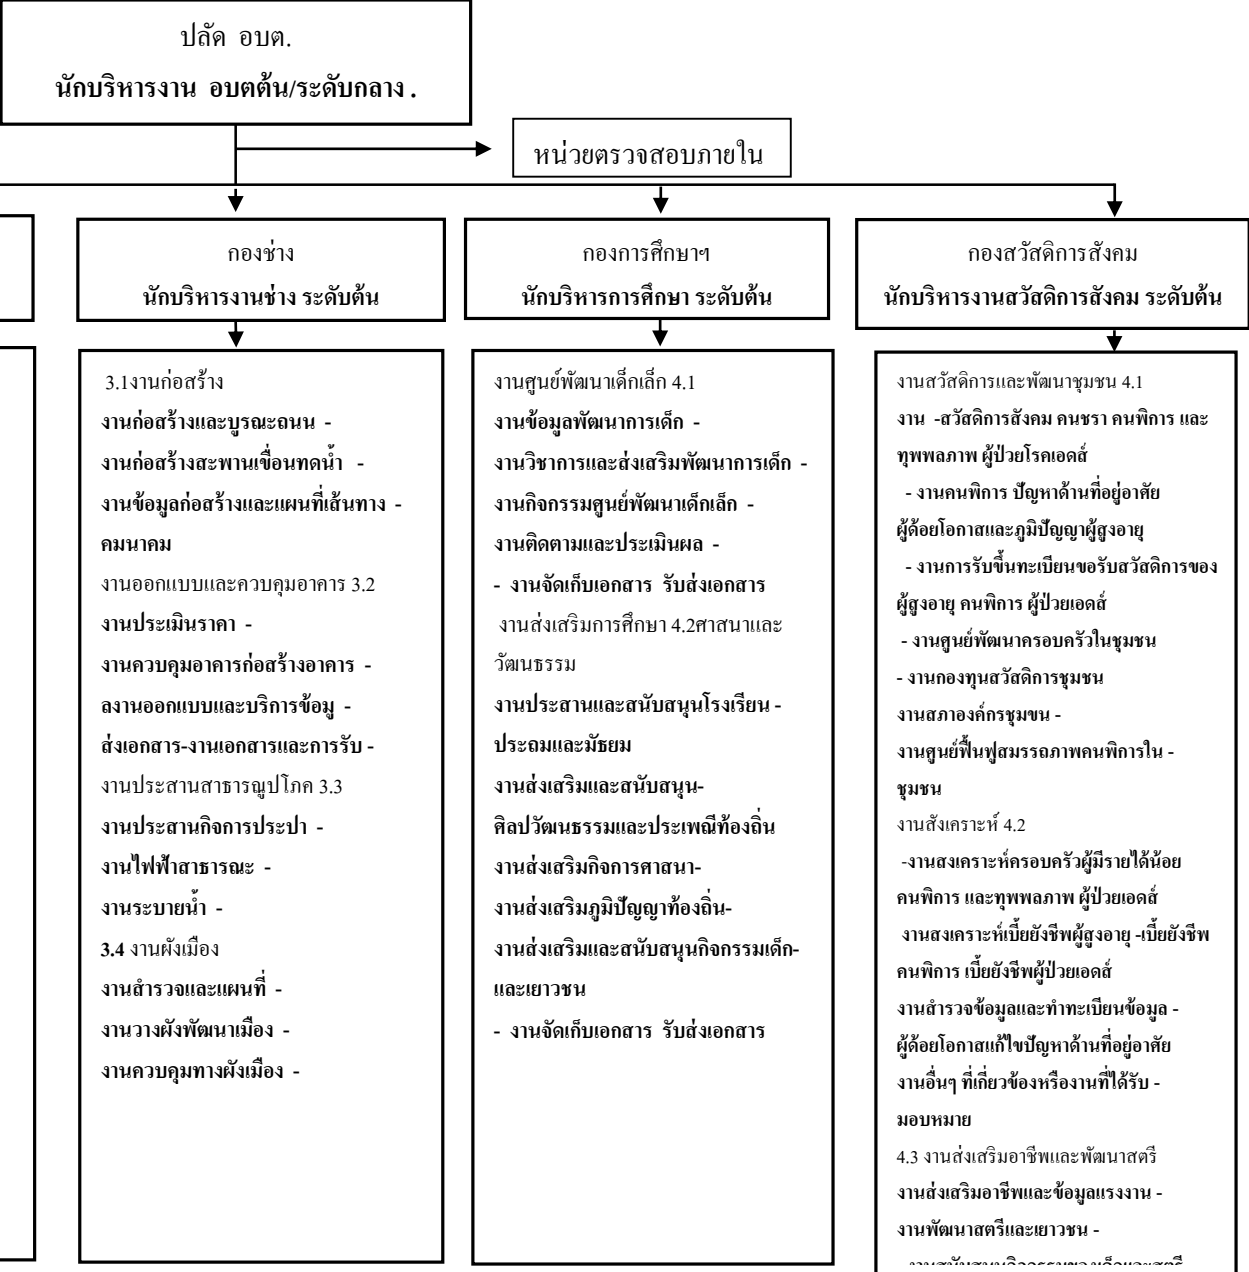 ปลัด อบต.
นักบริหารงาน อบตต้น/ระดับกลาง .
หน่วยตรวจสอบภายใน
กองช่าง
นักบริหารงานช่าง ระดับต้น
3.1งานก่อสร้าง
งานก่อสร้างและบูรณะถนน -
งานก่อสร้างสะพานเขื่อนทดน้ำ -
งานข้อมูลก่อสร้างและแผนที่เส้นทาง -
คมนาคม
งานออกแบบและควบคุมอาคาร 3.2
งานประเมินราคา -
งานควบคุมอาคารก่อสร้างอาคาร -
ลงานออกแบบและบริการข้อมู -
ส่งเอกสาร-งานเอกสารและการรับ -
งานประสานสาธารณูปโภค 3.3
งานประสานกิจการประปา -
งานไฟฟ้าสาธารณะ -
งานระบายน้ำ -
3.4 งานผังเมือง
งานสำรวจและแผนที่ -
งานวางผังพัฒนาเมือง -
งานควบคุมทางผังเมือง -
กองการศึกษาฯ
นักบริหารการศึกษา ระดับต้น
งานศูนย์พัฒนาเด็กเล็ก 4.1
งานข้อมูลพัฒนาการเด็ก -
งานวิชาการและส่งเสริมพัฒนาการเด็ก -
งานกิจกรรมศูนย์พัฒนาเด็กเล็ก -
งานติดตามและประเมินผล -
- งานจัดเก็บเอกสาร รับส่งเอกสาร
งานส่งเสริมการศึกษา 4.2ศาสนาและ
วัฒนธรรม
งานประสานและสนับสนุนโรงเรียน -
ประถมและมัธยม
งานส่งเสริมและสนับสนุน-
ศิลปวัฒนธรรมและประเพณีท้องถิ่น
งานส่งเสริมกิจการศาสนา-
งานส่งเสริมภูมิปัญญาท้องถิ่น-
งานส่งเสริมและสนับสนุนกิจกรรมเด็ก-
และเยาวชน
- งานจัดเก็บเอกสาร รับส่งเอกสาร
กองสวัสดิการสังคม
นักบริหารงานสวัสดิการสังคม ระดับต้น
งานสวัสดิการและพัฒนาชุมชน 4.1
งาน -สวัสดิการสังคม คนชรา คนพิการ และ
ทุพพลภาพ ผู้ป่วยโรคเอดส์
- งานคนพิการ ปัญหาด้านที่อยู่อาศัย
ผู้ด้อยโอกาสและภูมิปัญญาผู้สูงอายุ
- งานการรับขึ้นทะเบียนขอรับสวัสดิการของ
ผู้สูงอายุ คนพิการ ผู้ป่วยเอดส์
- งานศูนย์พัฒนาครอบครัวในชุมชน
- งานกองทุนสวัสดิการชุมชน
งานสภาองค์กรชุมขน -
งานศูนย์ฟื้นฟูสมรรถภาพคนพิการใน -
ชุมชน
งานสังเคราะห์ 4.2
-งานสงเคราะห์ครอบครัวผู้มีรายได้น้อย
คนพิการ และทุพพลภาพ ผู้ป่วยเอดส์
งานสงเคราะห์เบี้ยยังชีพผู้สูงอายุ -เบี้ยยังชีพ
คนพิการ เบี้ยยังชีพผู้ป่วยเอดส์
งานสำรวจข้อมูลและทำทะเบียนข้อมูล -
ผู้ด้อยโอกาสแก้ไขปัญหาด้านที่อยู่อาศัย
งานอื่นๆ ที่เกี่ยวข้องหรืองานที่ได้รับ -
มอบหมาย
4.3 งานส่งเสริมอาชีพและพัฒนาสตรี
งานส่งเสริมอาชีพและข้อมูลแรงงาน -
งานพัฒนาสตรีและเยาวชน -